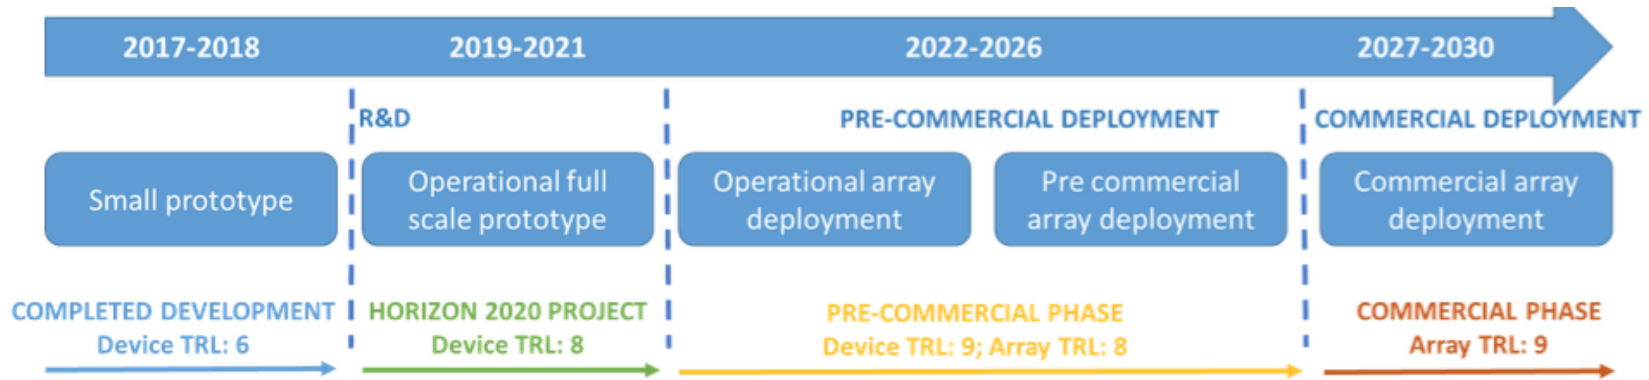 2017-2018
2019-2021
2022-2026
2027-2030
R&D
PRE-COMMERCIAL DEPLOYMENT
COMMERCIAL DEPLOYMENT
Small prototype
Operational full
scale prototype
Operational array
deployment
Pre commercial
array deployment
Commercial array
deployment
COMPLETED DEVELOPMENT
Device TRL: 6
HORIZON 2020 PROJECT
Device TRL: 8
PRE-COMMERCIAL PHASE
Device TRL: 9; Array TRL: 8
COMMERCIAL PHASE
Array TRL: 9